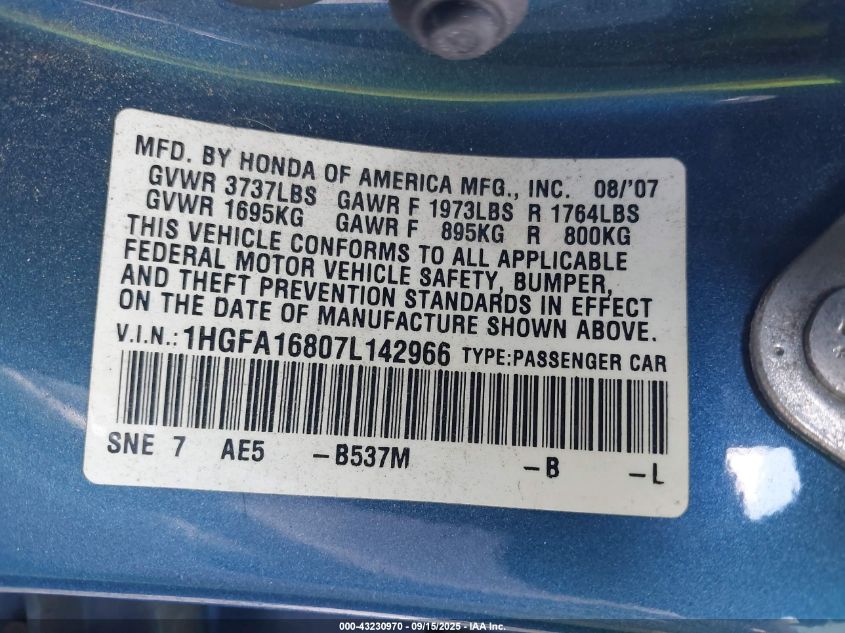 MFD. BY HONDA OF AMERICA MFG., INC. 08/'07
GVWR 3737LBS GAWR F 1973LBS R 1764LBS
GVWR 1695KG GAWR F 895KG R 800KG
THIS VEHICLE CONFORMS TO ALL APPLICABLE
FEDERAL MOTOR VEHICLE SAFETY, BUMPER,
AND THEFT PREVENTION STANDARDS IN EFFECT
ON THE DATE OF MANUFACTURE SHOWN ABOVE.
V.I.N.: 1HGFA16807L142966 TYPE:PASSENGER CAR
SNE 7 AE5 -B537M -B -L
000-43230970 - 09/15/2025 - IAA Inc.